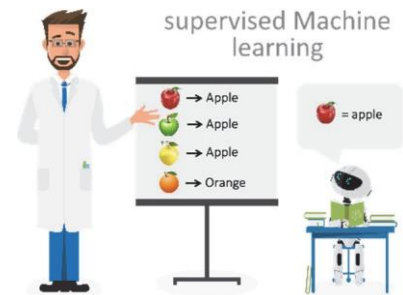 supervised Machine
learning
→ Apple
→ Apple
→ Apple
→ Orange
= apple